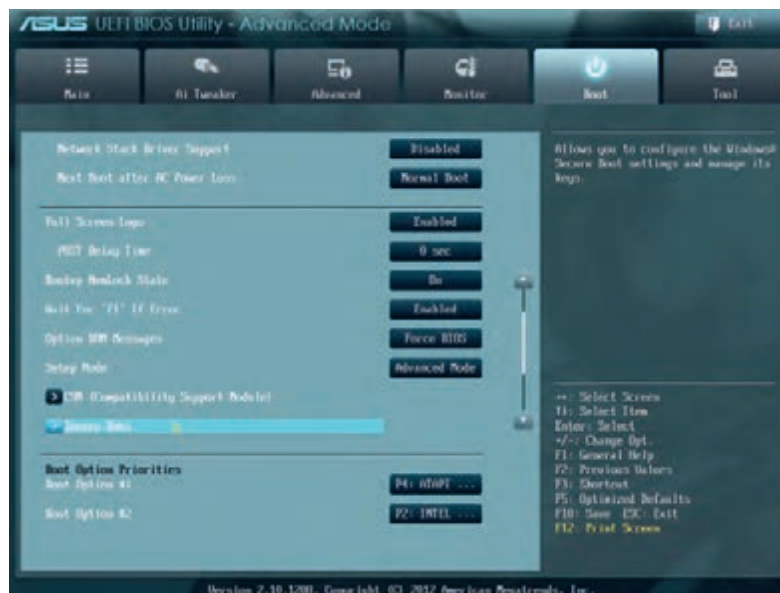 ASUS UEFI BIOS Utility - Advanced Mode
Exit
Main
Ai Tweaker
Advanced
Monitor
Boot
Tool
Network Stack Driver Support
Disabled
Next Boot after AC Power Loss
Normal Boot
Full Screen Logo
Enabled
POST Delay Time
0 sec
Bootup NumLock State
On
Wait For 'F1' If Error
Enabled
Option ROM Messages
Force BIOS
Setup Mode
Advanced Mode
> CSM (Compatibility Support Module)
> Secure Boot
Boot Option Priorities
Boot Option #1
P4: ATAPI ...
Boot Option #2
P2: INTEL ...
Allows you to configure the Windows®
Secure Boot settings and manage its
keys.
→←: Select Screen
↑↓: Select Item
Enter: Select
+/-: Change Opt.
F1: General Help
F2: Previous Values
F3: Shortcut
F5: Optimized Defaults
F10: Save ESC: Exit
F12: Print Screen
Version 2.10.1208. Copyright (C) 2012 American Megatrends, Inc.